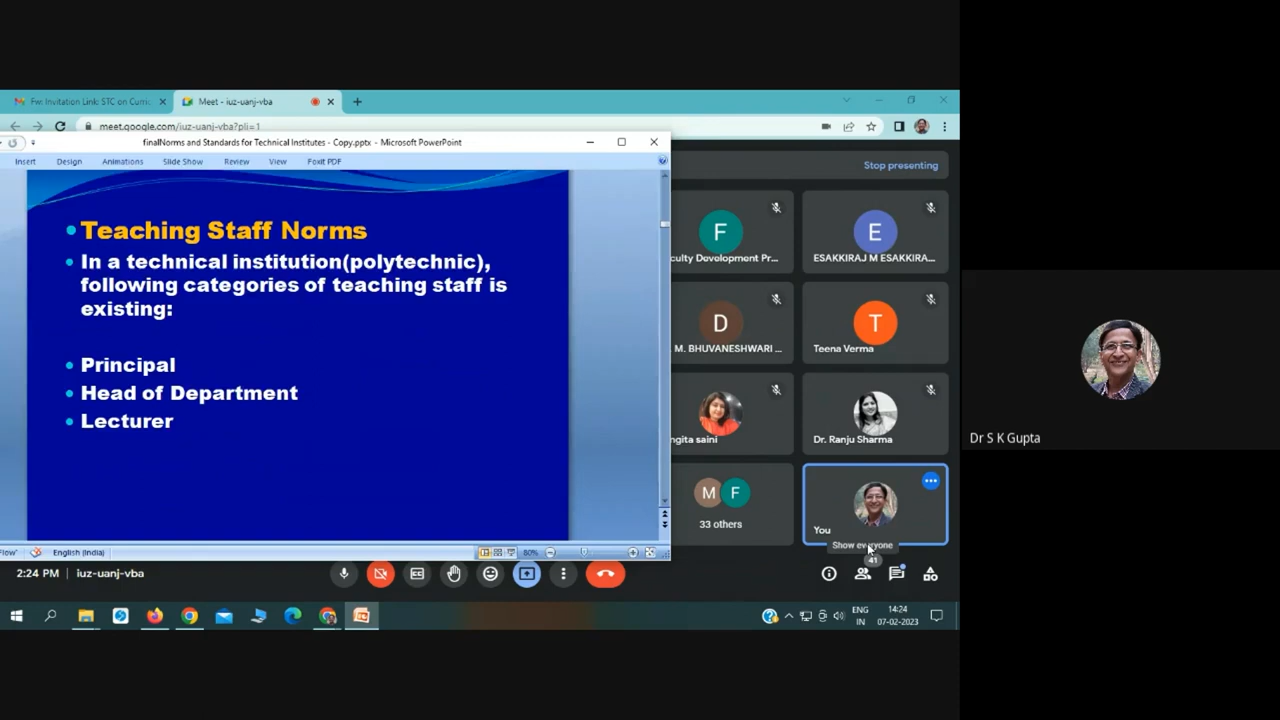 Fw: Invitation Link: STC on Curric
Meet - iuz-uanj-vba
meet.google.com/iuz-uanj-vba?pli=1
finalNorms and Standards for Technical Institutes - Copy.pptx - Microsoft PowerPoint
Insert Design Animations Slide Show Review View Foxit PDF
Stop presenting
Teaching Staff Norms
In a technical institution(polytechnic),
following categories of teaching staff is
existing:
Principal
Head of Department
Lecturer
F
culty Development Pr...
E
ESAKKIRAJ M ESAKKIRA...
D
M. BHUVANESHWARI ...
T
Teena Verma
ngita saini
Dr. Ranju Sharma
M F
33 others
You
Show everyone
41
Dr S K Gupta
Flow"
English (India)
80%
2:24 PM | iuz-uanj-vba
ENG
IN
14:24
07-02-2023